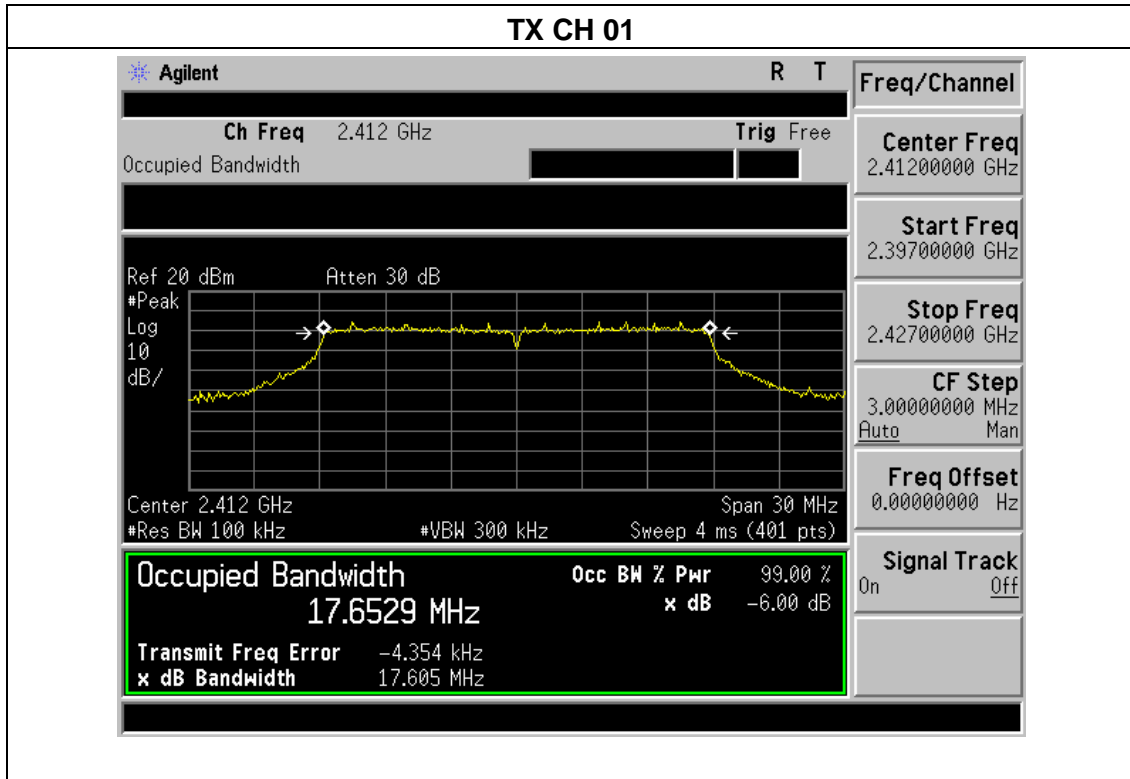 TX CH 01
Agilent R T
Freq/Channel
Ch Freq 2.412 GHz Trig Free
Occupied Bandwidth
Center Freq
2.41200000 GHz
Start Freq
2.39700000 GHz
Stop Freq
2.42700000 GHz
CF Step
3.00000000 MHz
Auto Man
Freq Offset
0.00000000 Hz
Signal Track
On Off
Ref 20 dBm Atten 30 dB
#Peak
Log
10
dB/
Center 2.412 GHz Span 30 MHz
#Res BW 100 kHz #VBW 300 kHz Sweep 4 ms (401 pts)
Occupied Bandwidth Occ BW % Pwr 99.00 %
17.6529 MHz x dB -6.00 dB
Transmit Freq Error -4.354 kHz
x dB Bandwidth 17.605 MHz